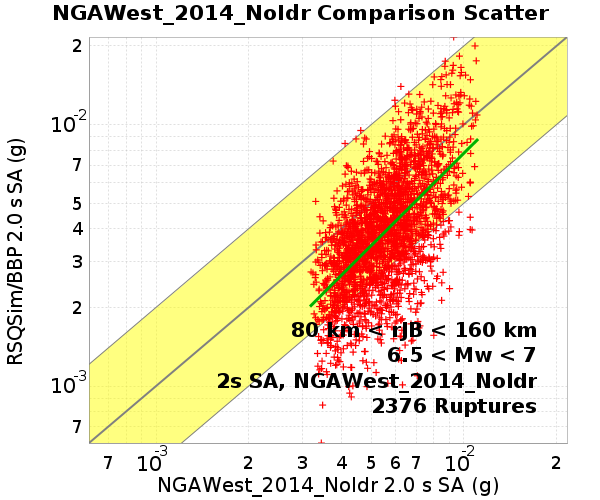 NGAWest_2014_NoIdr Comparison Scatter
2
10-2
7
5
4
3
2
10-3
7
RSQSim/BBP 2.0 s SA (g)
80 km < rJB < 160 km
6.5 < Mw < 7
2s SA, NGAWest_2014_NoIdr
2376 Ruptures
7 10-3 2 3 4 5 6 7 10-2 2
NGAWest_2014_NoIdr 2.0 s SA (g)